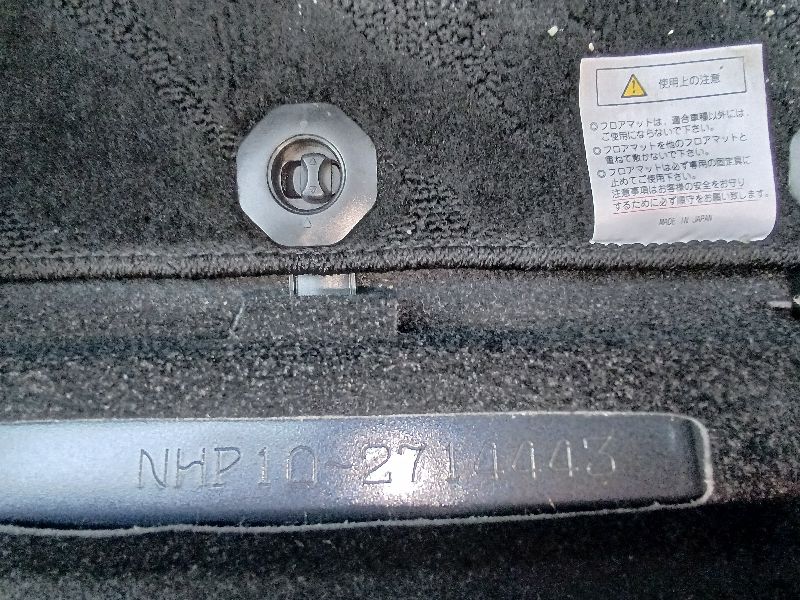 使用上の注意
◎フロアマットは、適合車種以外には、
ご使用にならないで下さい。
◎フロアマットを他のフロアマットと
重ねて敷かないで下さい。
◎フロアマットは必ず専用の固定具に
止めてご使用下さい。
注意事項はお客様の安全をお守り
するために必ず順守をお願い致します。
MADE IN JAPAN
NHP10-2714443